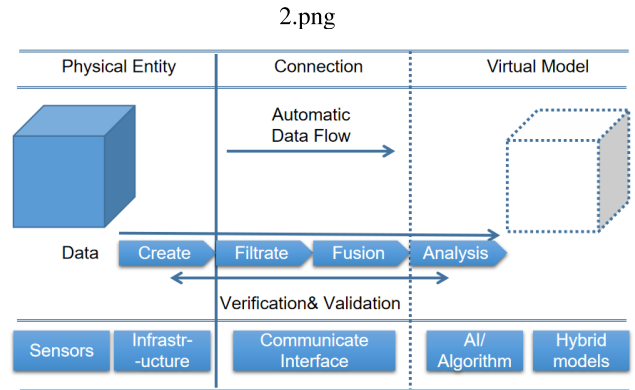 2.png
Physical Entity
Connection
Virtual Model
Automatic
Data Flow
Data
Create
Filtrate
Fusion
Analysis
Verification& Validation
Sensors
Infrastr-
-ucture
Communicate
Interface
AI/
Algorithm
Hybrid
models